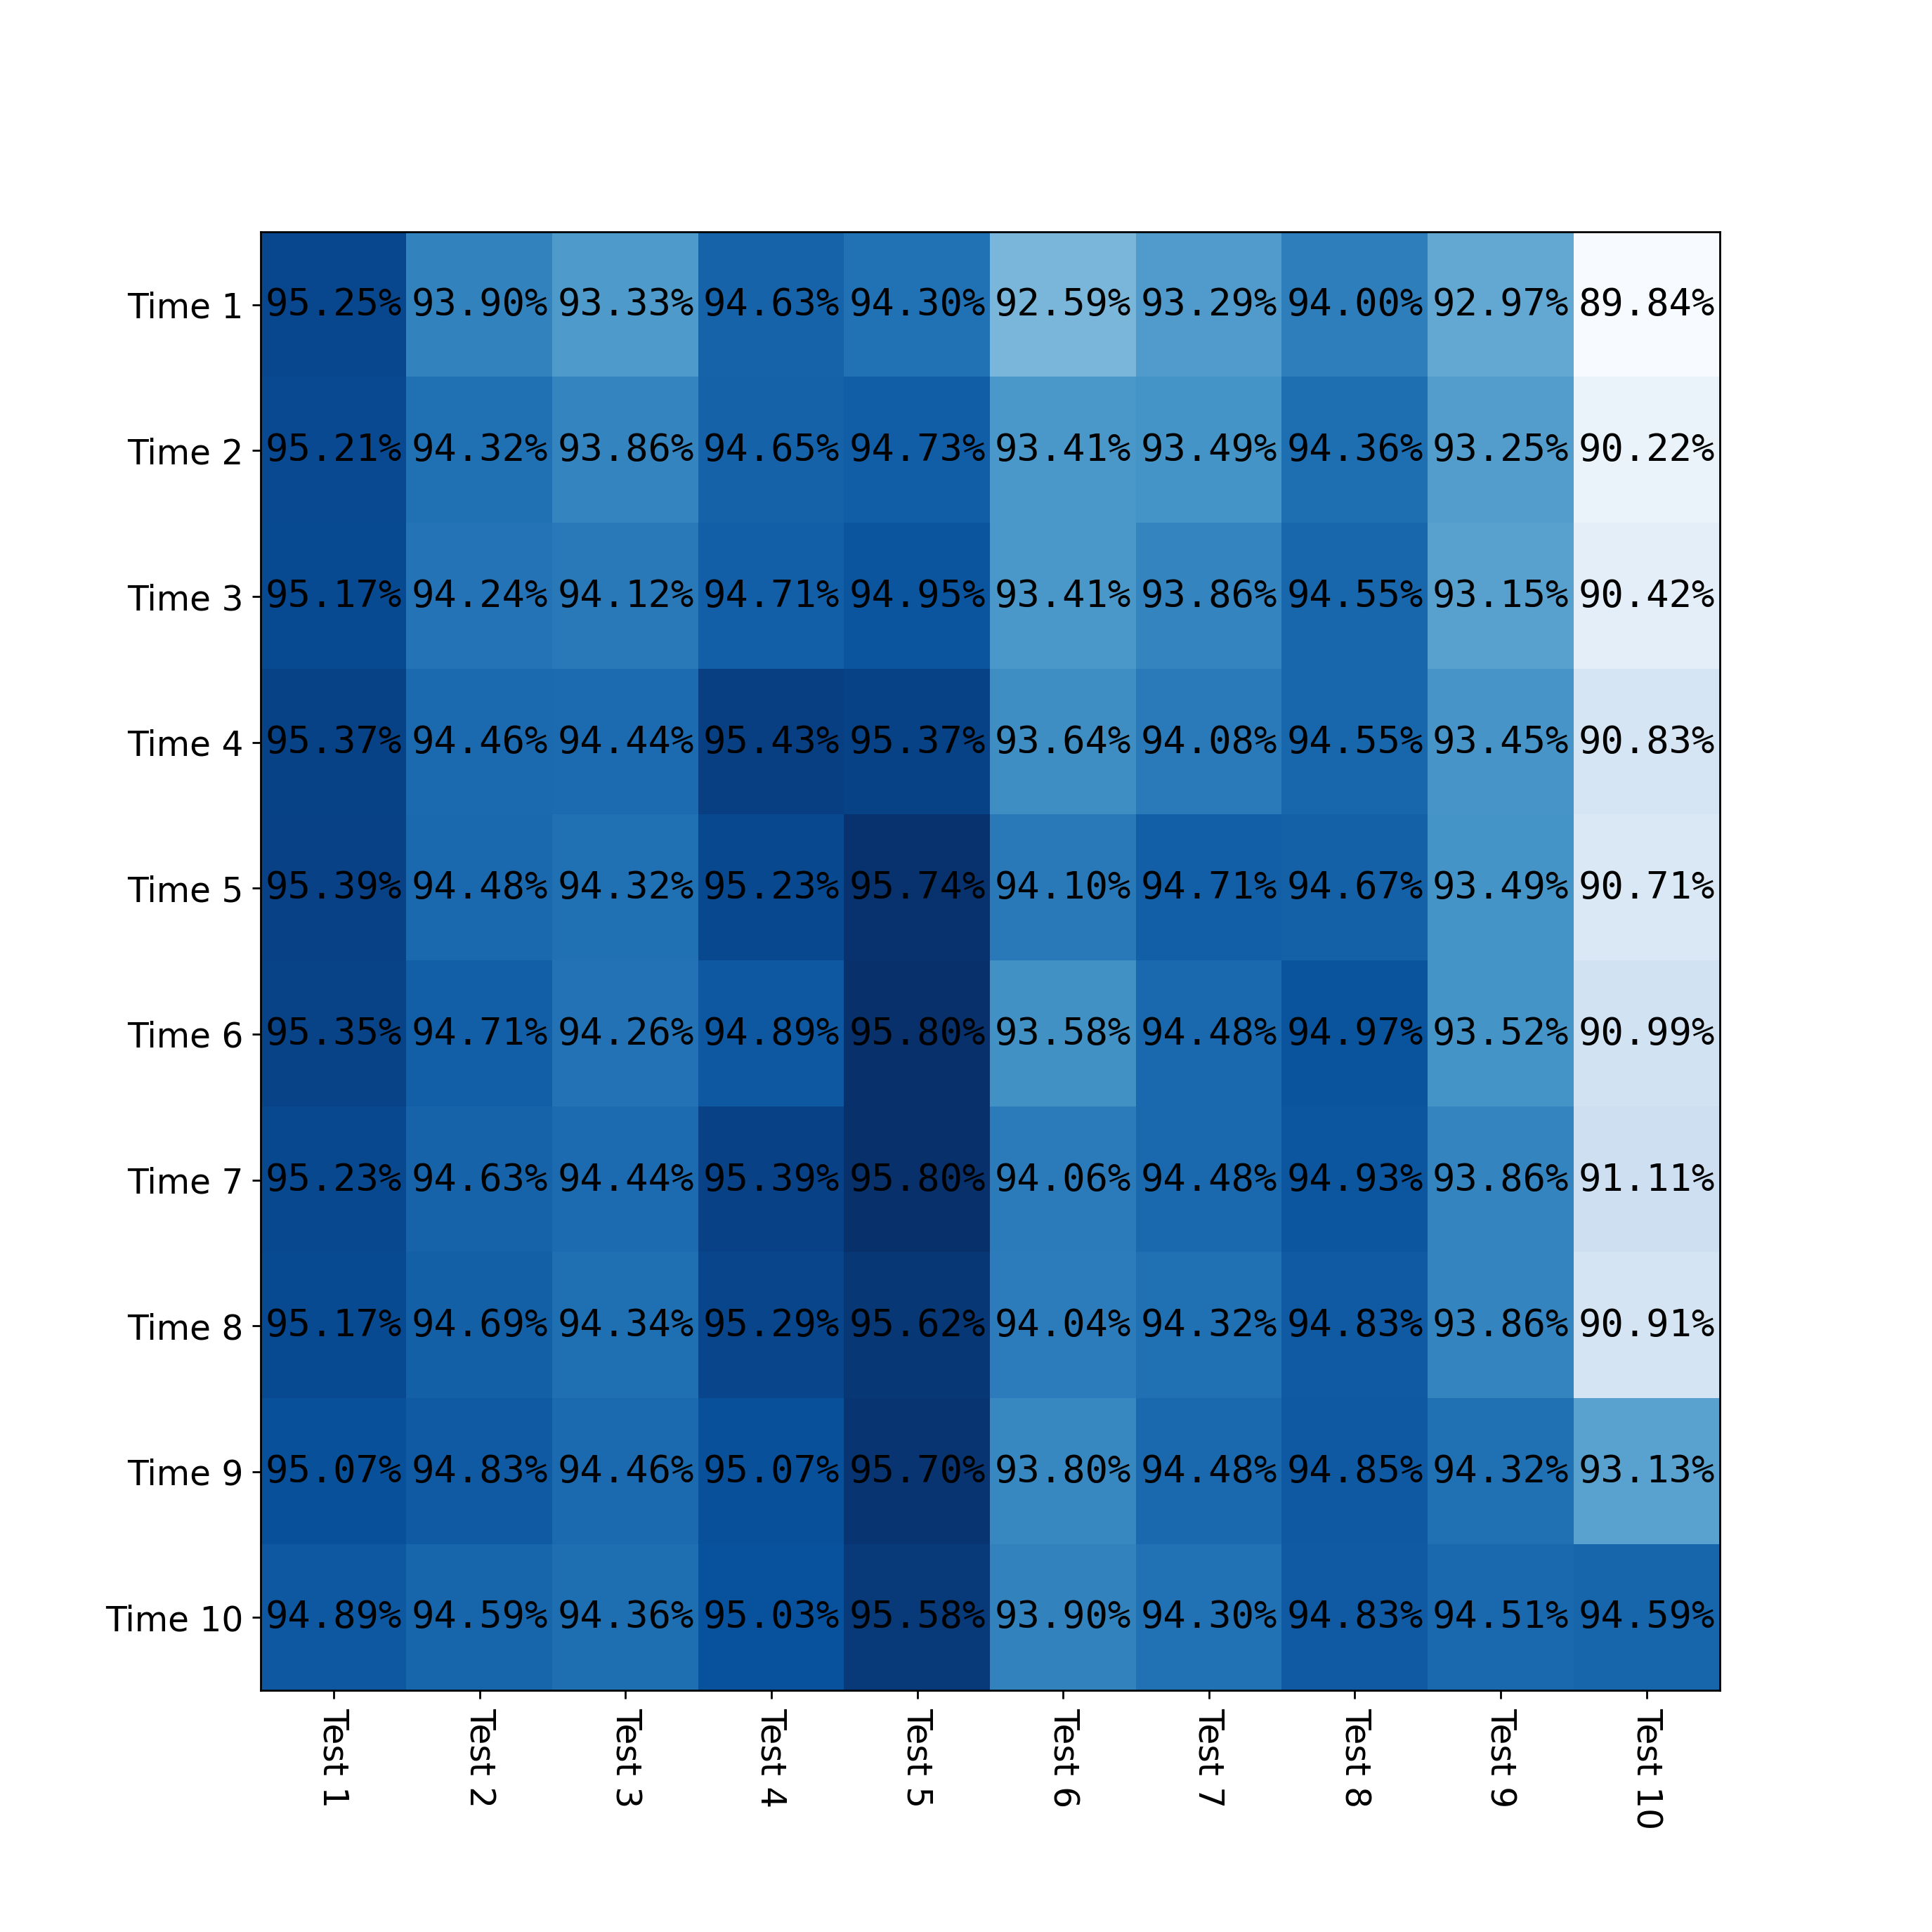 Time 1 95.25% 93.90% 93.33% 94.63% 94.30% 92.59% 93.29% 94.00% 92.97% 89.84%
Time 2 95.21% 94.32% 93.86% 94.65% 94.73% 93.41% 93.49% 94.36% 93.25% 90.22%
Time 3 95.17% 94.24% 94.12% 94.71% 94.95% 93.41% 93.86% 94.55% 93.15% 90.42%
Time 4 95.37% 94.46% 94.44% 95.43% 95.37% 93.64% 94.08% 94.55% 93.45% 90.83%
Time 5 95.39% 94.48% 94.32% 95.23% 95.74% 94.10% 94.71% 94.67% 93.49% 90.71%
Time 6 95.35% 94.71% 94.26% 94.89% 95.80% 93.58% 94.48% 94.97% 93.52% 90.99%
Time 7 95.23% 94.63% 94.44% 95.39% 95.80% 94.06% 94.48% 94.93% 93.86% 91.11%
Time 8 95.17% 94.69% 94.34% 95.29% 95.62% 94.04% 94.32% 94.83% 93.86% 90.91%
Time 9 95.07% 94.83% 94.46% 95.07% 95.70% 93.80% 94.48% 94.85% 94.32% 93.13%
Time 10 94.89% 94.59% 94.36% 95.03% 95.58% 93.90% 94.30% 94.83% 94.51% 94.59%
Test 1
Test 2
Test 3
Test 4
Test 5
Test 6
Test 7
Test 8
Test 9
Test 10